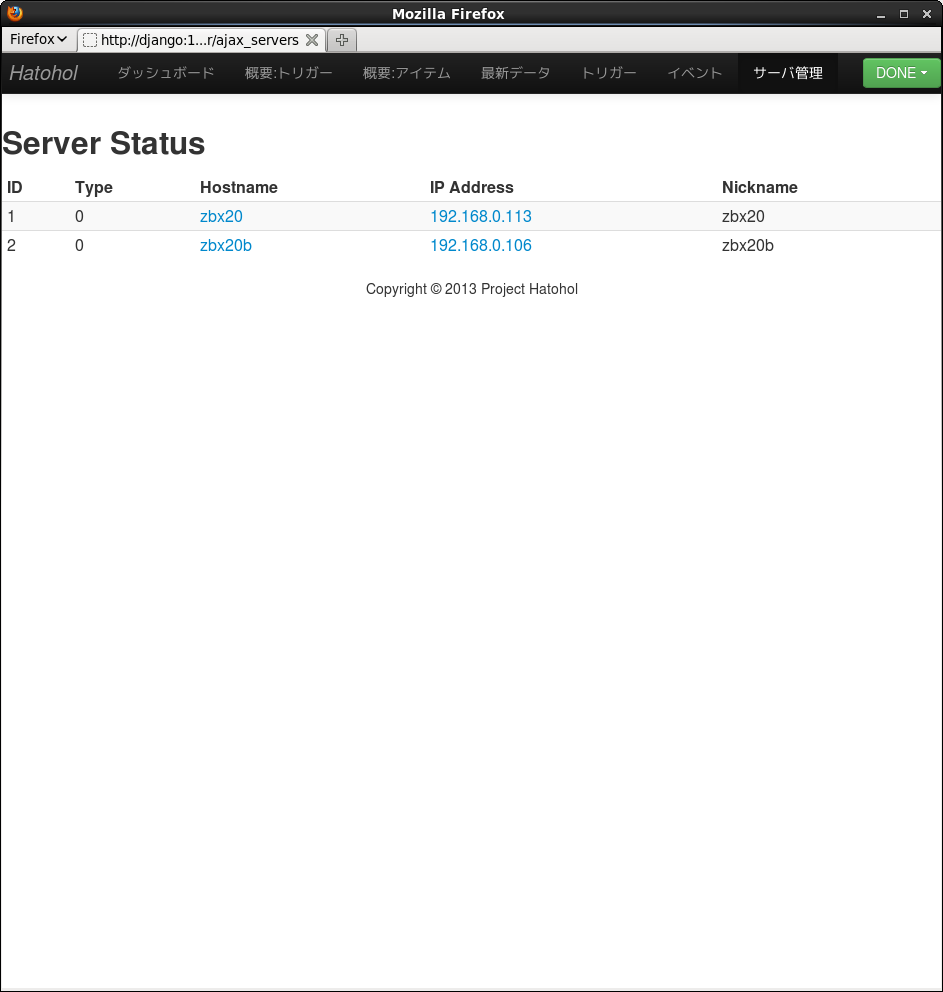 Mozilla Firefox
Firefox http://django:1...r/ajax_servers
Hatohol ダッシュボード 概要:トリガー 概要:アイテム 最新データ トリガー イベント サーバ管理 DONE
Server Status
ID Type Hostname IP Address Nickname
1 0 zbx20 192.168.0.113 zbx20
2 0 zbx20b 192.168.0.106 zbx20b
Copyright © 2013 Project Hatohol